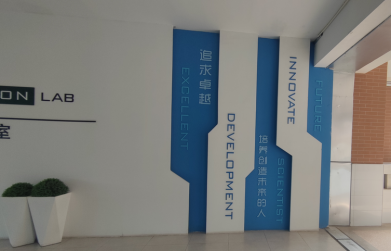 ON LAB
室
追求卓越
EXCELLENT
DEVELOPMENT
培养创造未来的人
INNOVATE
SCIENTIST
FUTURE